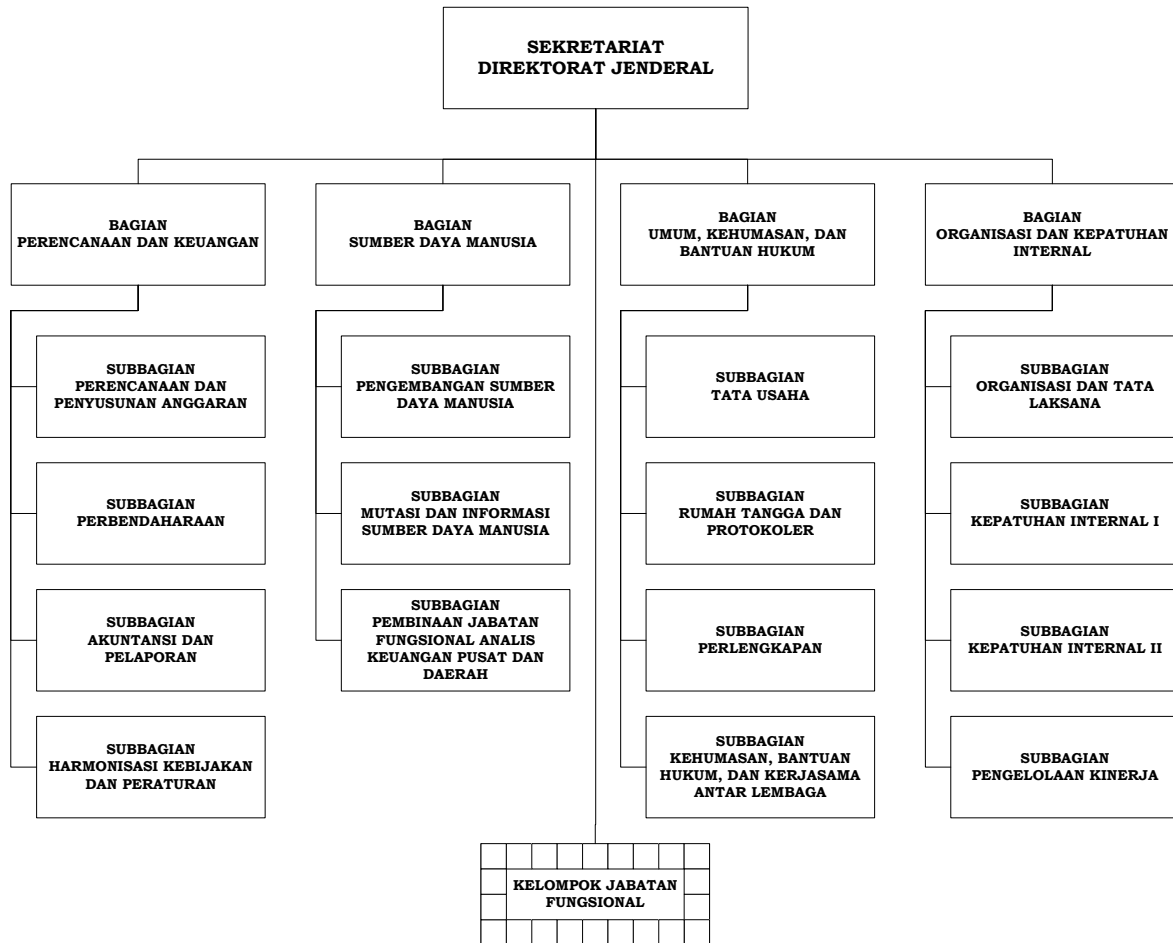 SEKRETARIAT
DIREKTORAT JENDERAL
BAGIAN
PERENCANAAN DAN KEUANGAN
BAGIAN
SUMBER DAYA MANUSIA
BAGIAN
UMUM, KEHUMASAN, DAN
BANTUAN HUKUM
BAGIAN
ORGANISASI DAN KEPATUHAN
INTERNAL
SUBBAGIAN
PERENCANAAN DAN
PENYUSUNAN ANGGARAN
SUBBAGIAN
PENGEMBANGAN SUMBER
DAYA MANUSIA
SUBBAGIAN
TATA USAHA
SUBBAGIAN
ORGANISASI DAN TATA
LAKSANA
SUBBAGIAN
PERBENDAHARAAN
SUBBAGIAN
MUTASI DAN INFORMASI
SUMBER DAYA MANUSIA
SUBBAGIAN
RUMAH TANGGA DAN
PROTOKOLER
SUBBAGIAN
KEPATUHAN INTERNAL I
SUBBAGIAN
AKUNTANSI DAN
PELAPORAN
SUBBAGIAN
PEMBINAAN JABATAN
FUNGSIONAL ANALIS
KEUANGAN PUSAT DAN
DAERAH
SUBBAGIAN
PERLENGKAPAN
SUBBAGIAN
KEPATUHAN INTERNAL II
SUBBAGIAN
HARMONISASI KEBIJAKAN
DAN PERATURAN
SUBBAGIAN
KEHUMASAN, BANTUAN
HUKUM, DAN KERJASAMA
ANTAR LEMBAGA
SUBBAGIAN
PENGELOLAAN KINERJA
KELOMPOK JABATAN
FUNGSIONAL